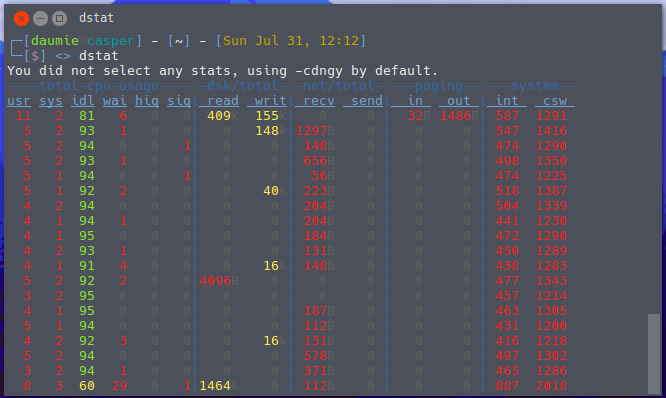 dstat
┌─[daumie@casper] – [~] – [Sun Jul 31, 12:12]
└─[$] <> dstat
You did not select any stats, using -cdngy by default.
----total-cpu-usage---- -dsk/total- -net/total- ---paging-- ---system--
usr sys idl wai hiq siq| read  writ| recv  send|  in   out | int   csw
 11   2  81   6   0   0| 409k  155k|   0     0 |  32B 1486B| 587  1291
  5   2  93   1   0   0|   0   148k|1297B    0 |   0     0 | 547  1416
  5   2  94   0   0   1|   0     0 | 148B    0 |   0     0 | 474  1290
  5   2  93   1   0   0|   0     0 | 656B    0 |   0     0 | 498  1350
  5   1  94   0   0   1|   0     0 |  56B    0 |   0     0 | 474  1225
  5   1  92   2   0   0|   0    40k| 223B    0 |   0     0 | 518  1387
  4   2  94   0   0   0|   0     0 | 204B    0 |   0     0 | 504  1339
  4   1  94   1   0   0|   0     0 | 204B    0 |   0     0 | 441  1230
  4   1  95   0   0   0|   0     0 | 184B    0 |   0     0 | 472  1290
  4   2  93   1   0   0|   0     0 | 131B    0 |   0     0 | 450  1289
  4   1  91   4   0   0|   0    16k| 148B    0 |   0     0 | 438  1283
  5   2  92   2   0   0|4096B    0 |   0     0 |   0     0 | 477  1343
  3   2  95   0   0   0|   0     0 |   0     0 |   0     0 | 457  1214
  4   1  95   0   0   0|   0     0 | 187B    0 |   0     0 | 463  1305
  5   1  94   0   0   0|   0     0 | 112B    0 |   0     0 | 431  1200
  4   2  92   3   0   0|   0    16k| 131B    0 |   0     0 | 416  1218
  5   2  94   0   0   0|   0     0 | 578B    0 |   0     0 | 497  1302
  3   2  94   1   0   0|   0     0 | 371B    0 |   0     0 | 465  1286
  8   3  60  29   0   1|1464k    0 | 112B    0 |   0     0 | 887  2018